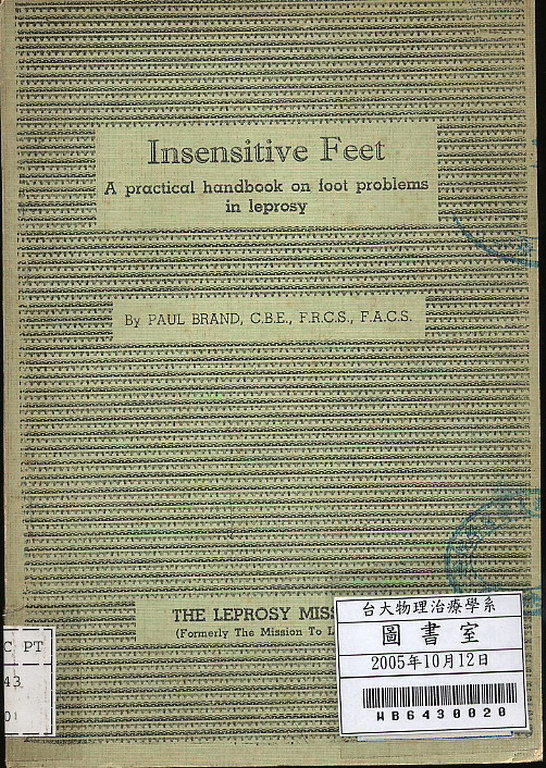 Insensitive Feet
A practical handbook on foot problems
in leprosy
By PAUL BRAND, C.B.E., F.R.C.S., F.A.C.S.
THE LEPROSY MISS
(Formerly The Mission To L
C PT
43
01
台大物理治療學系
圖書室
2005年10月12日
WB6430020